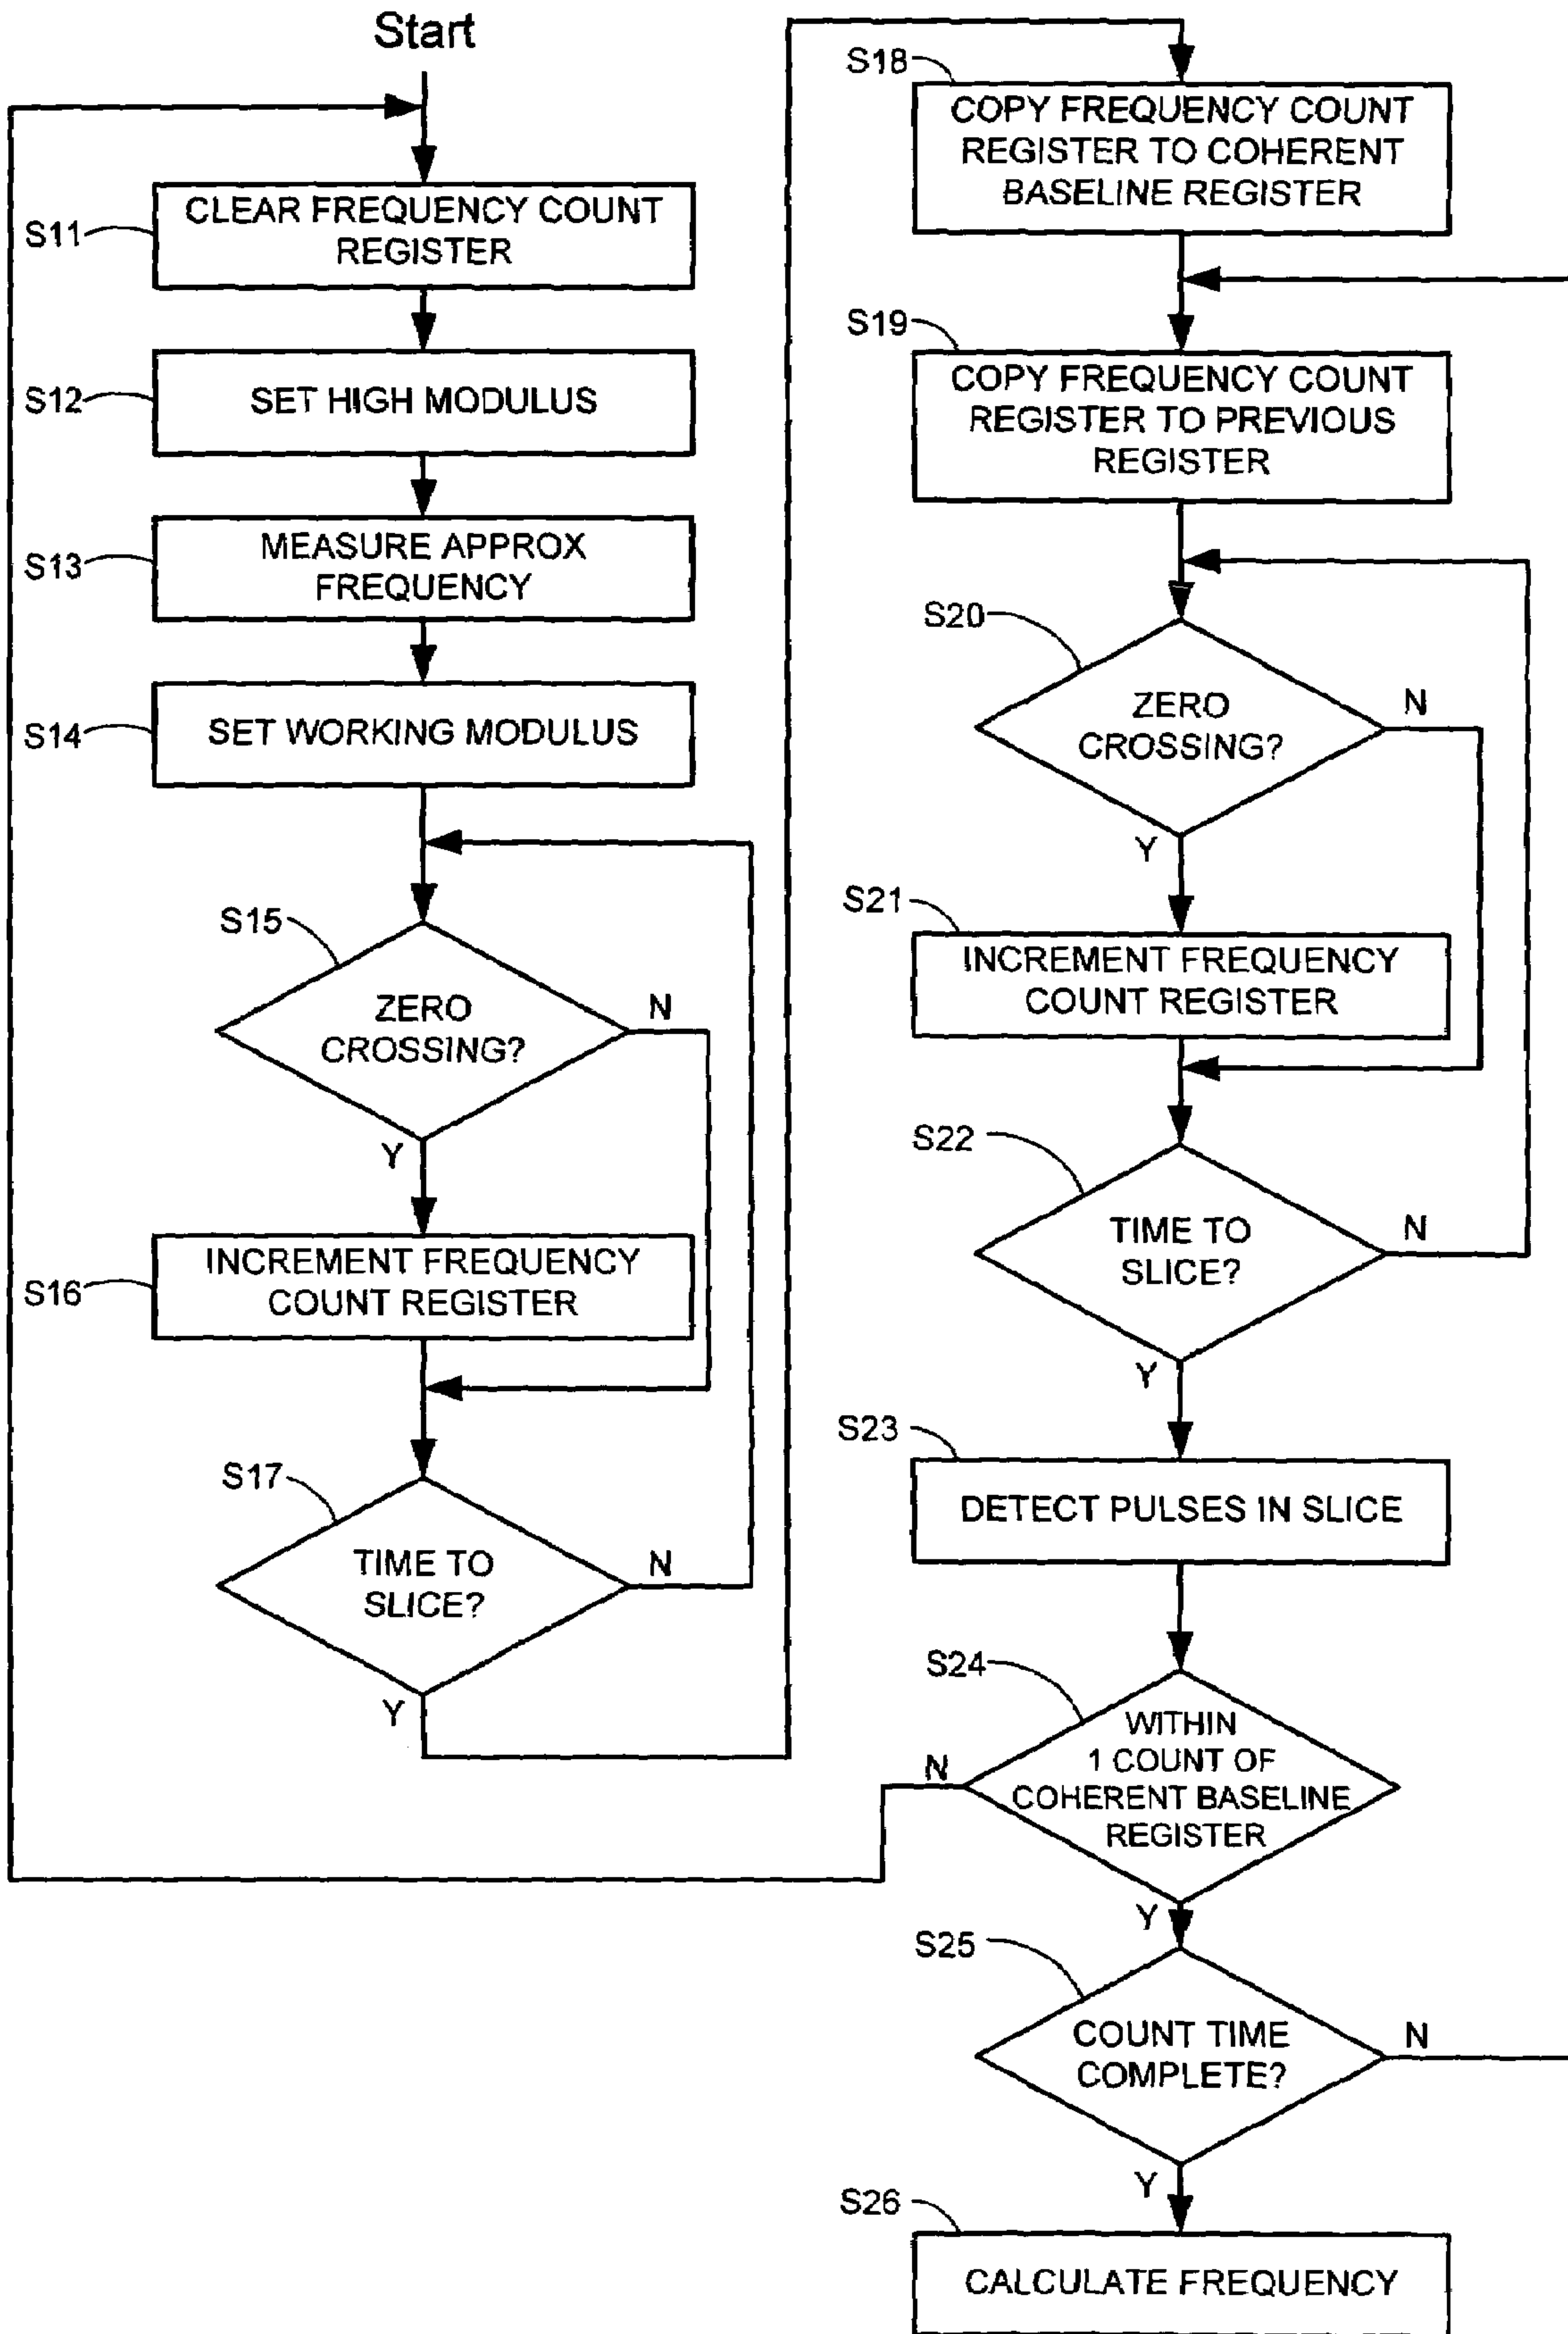 Start
S11
CLEAR FREQUENCY COUNT
REGISTER
S12
SET HIGH MODULUS
S13
MEASURE APPROX
FREQUENCY
S14
SET WORKING MODULUS
S15
ZERO
CROSSING?
N
Y
S16
INCREMENT FREQUENCY
COUNT REGISTER
S17
TIME TO
SLICE?
N
Y
S18
COPY FREQUENCY COUNT
REGISTER TO COHERENT
BASELINE REGISTER
S19
COPY FREQUENCY COUNT
REGISTER TO PREVIOUS
REGISTER
S20
ZERO
CROSSING?
N
Y
S21
INCREMENT FREQUENCY
COUNT REGISTER
S22
TIME TO
SLICE?
N
Y
S23
DETECT PULSES IN SLICE
S24
WITHIN
1 COUNT OF
COHERENT BASELINE
REGISTER
N
Y
S25
COUNT TIME
COMPLETE?
N
Y
S26
CALCULATE FREQUENCY